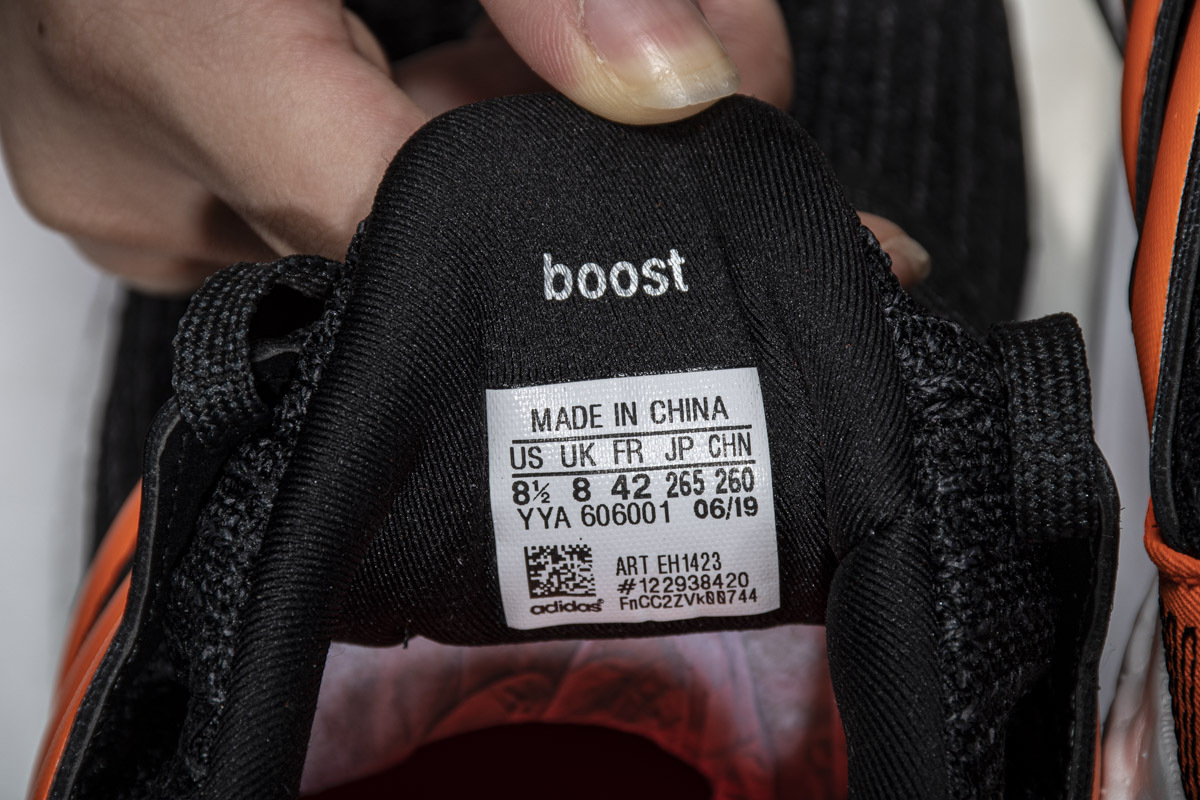 boost
MADE IN CHINA
US UK FR JP CHN
8½ 8 42 265 260
YYA 606001 06/19
ART EH1423
#122938420
adidas
FnCC2ZVk00744